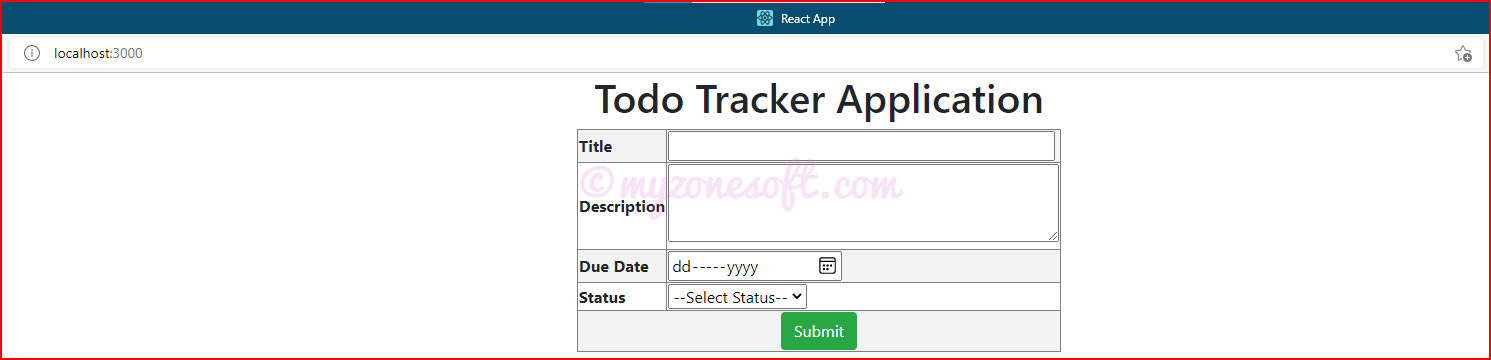 React App
localhost:3000
Todo Tracker Application
Title
© myzonesoft.com
Description
Due Date dd-----yyyy
Status --Select Status--
Submit